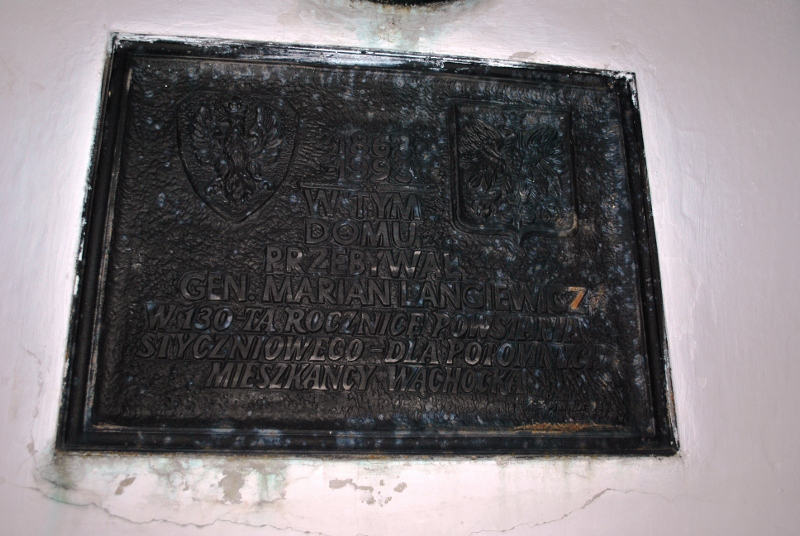 1863
1993
W TYM
DOMU
PRZEBYWAŁ
GEN. MARIAN LANGIEWICZ
W 130-TĄ ROCZNICĘ POWSTANIA
STYCZNIOWEGO - DLA POTOMNYCH
MIESZKAŃCY WĄCHOCKA